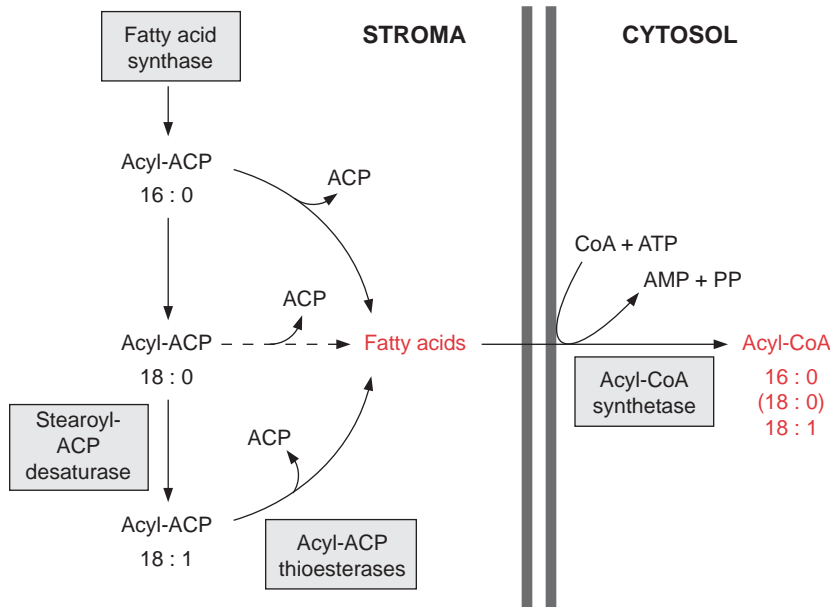 Fatty acid
synthase
STROMA
CYTOSOL
Acyl-ACP
16 : 0
ACP
CoA + ATP
AMP + PP
ACP
Acyl-ACP
18 : 0
Fatty acids
Acyl-CoA
16 : 0
(18 : 0)
18 : 1
Acyl-CoA
synthetase
Stearoyl-
ACP
desaturase
ACP
Acyl-ACP
18 : 1
Acyl-ACP
thioesterases